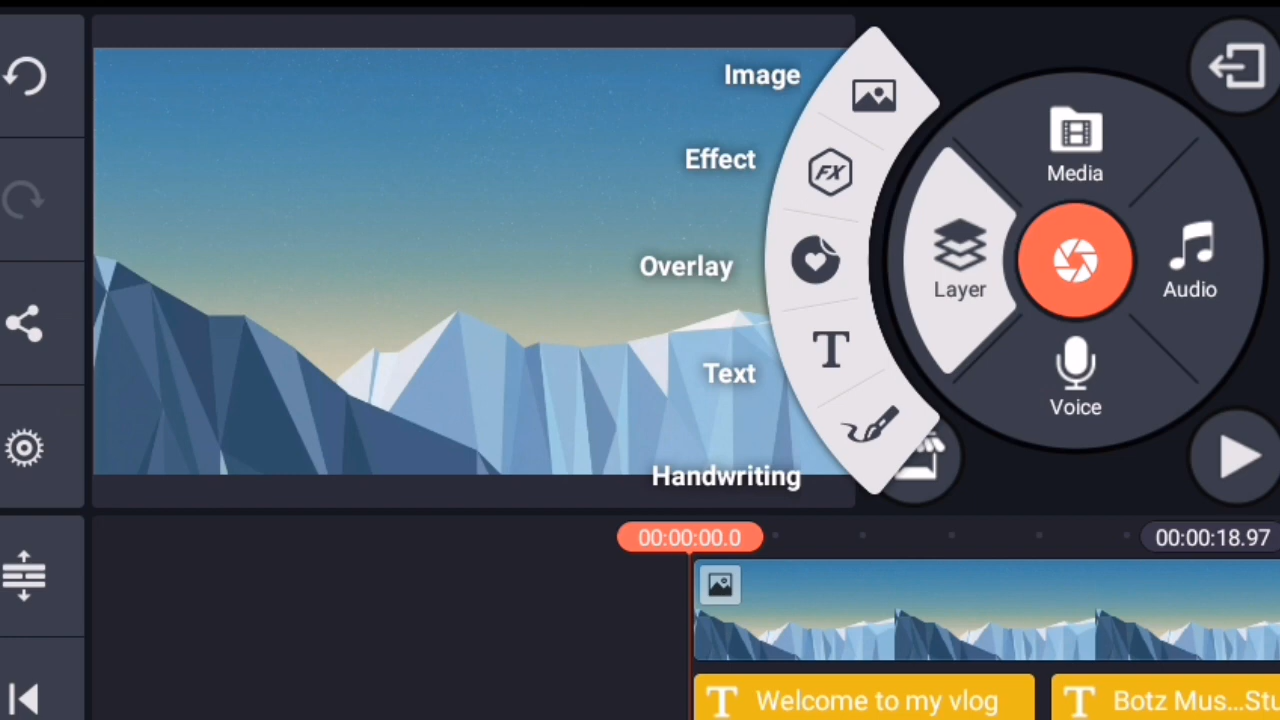 Image
Effect
FX
Overlay
Text
T
Handwriting
Media
Layer
Audio
Voice
00:00:00.0
00:00:18.97
T Welcome to my vlog
T Botz Mus...Stu